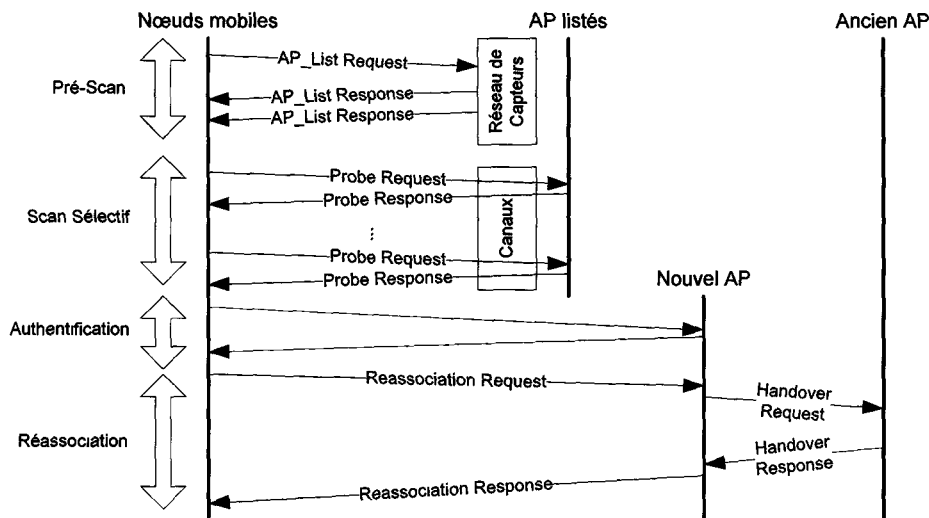 Nœuds mobiles
AP listés
Ancien AP
Pré-Scan
AP_List Request
AP_List Response
AP_List Response
Réseau de
Capteurs
Scan Sélectif
Probe Request
Probe Response
...
Probe Request
Probe Response
Canaux
Nouvel AP
Authentification
Réassociation
Reassociation Request
Handover
Request
Handover
Response
Reassociation Response